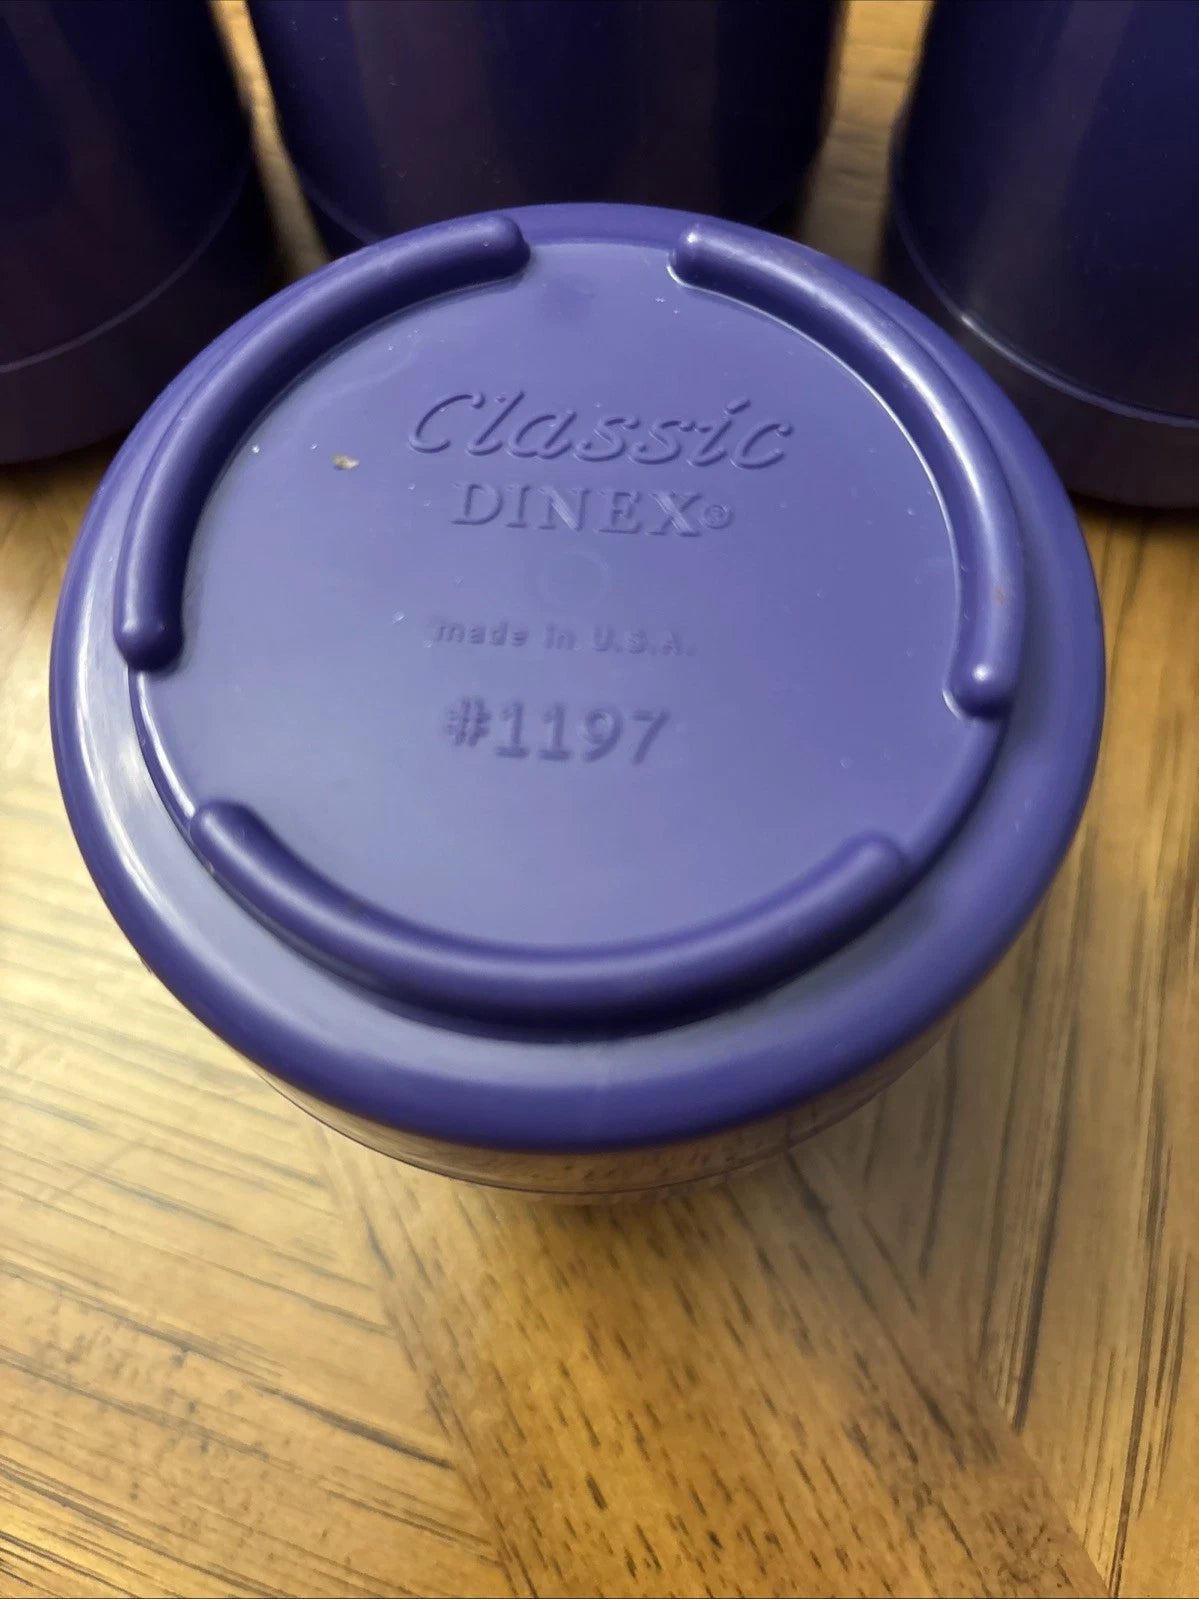 Classic
DINEX®
made in U.S.A.
#1197